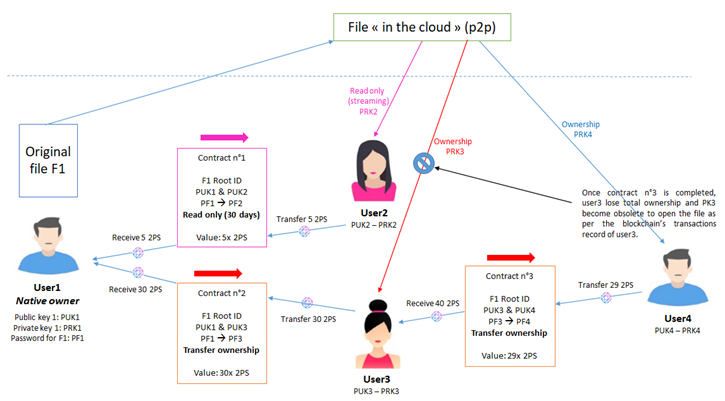 File « in the cloud » (p2p)
Read only
(streaming)
PRK2
Ownership
PRK4
Original
file F1
Ownership
PRK3
Contract n°1
F1 Root ID
PUK1 & PUK2
PF1 → PF2
Read only (30 days)
Value: 5x 2PS
Once contract n°3 is completed,
user3 lose total ownership and PK3
become obsolete to open the file as
per the blockchain's transactions
record of user3.
User2
PUK2 – PRK2
Transfer 5 2PS
Receive 5 2PS
User1
Native owner
Public key 1: PUK1
Private key 1: PRK1
Password for F1: PF1
Receive 30 2PS
Contract n°2
F1 Root ID
PUK1 & PUK3
PF1 → PF3
Transfer ownership
Value: 30x 2PS
Transfer 30 2PS
User3
PUK3 – PRK3
Receive 40 2PS
Contract n°3
F1 Root ID
PUK3 & PUK4
PF3 → PF4
Transfer ownership
Value: 29x 2PS
Transfer 29 2PS
User4
PUK4 – PRK4